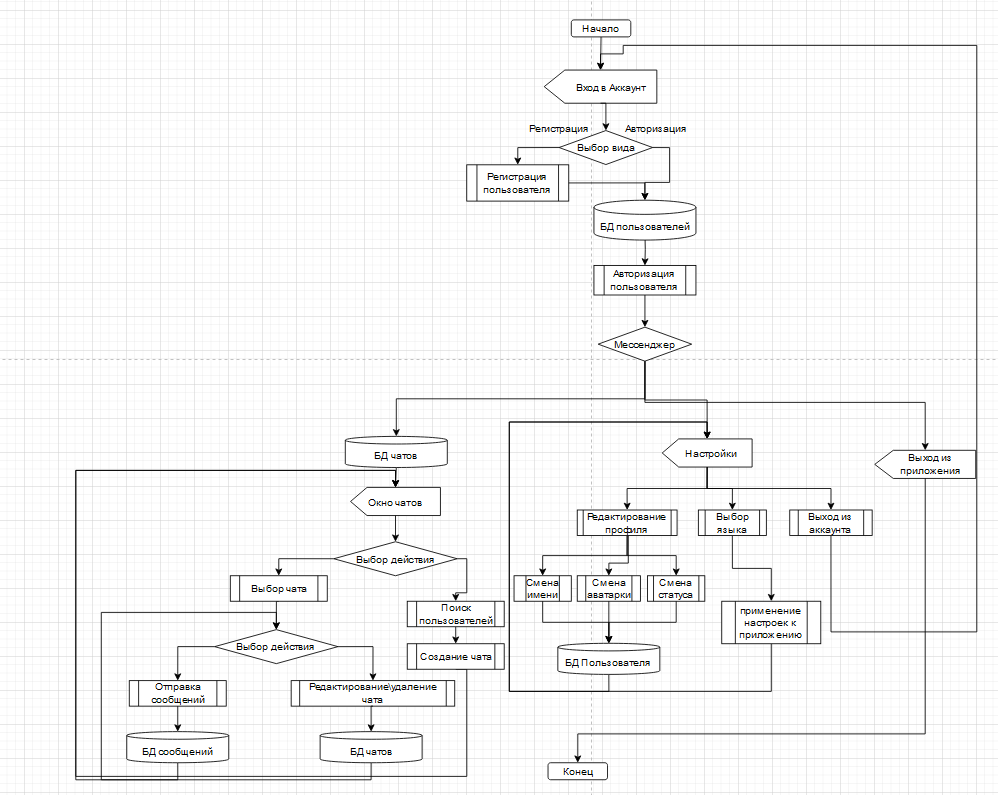 Начало
Вход в Аккаунт
Регистрация
Авторизация
Выбор вида
Регистрация
пользователя
БД пользователей
Авторизация
пользователя
Мессенджер
БД чатов
Настройки
Выход из
приложения
Окно чатов
Редактирование
профиля
Выбор
языка
Выход из
аккаунта
Выбор действия
Выбор чата
Смена
имени
Смена
аватарки
Смена
статуса
Поиск
пользователей
применение
настроек к
приложению
Выбор действия
Создание чата
БД Пользователя
Отправка
сообщений
Редактирование\удаление
чата
БД сообщений
БД чатов
Конец